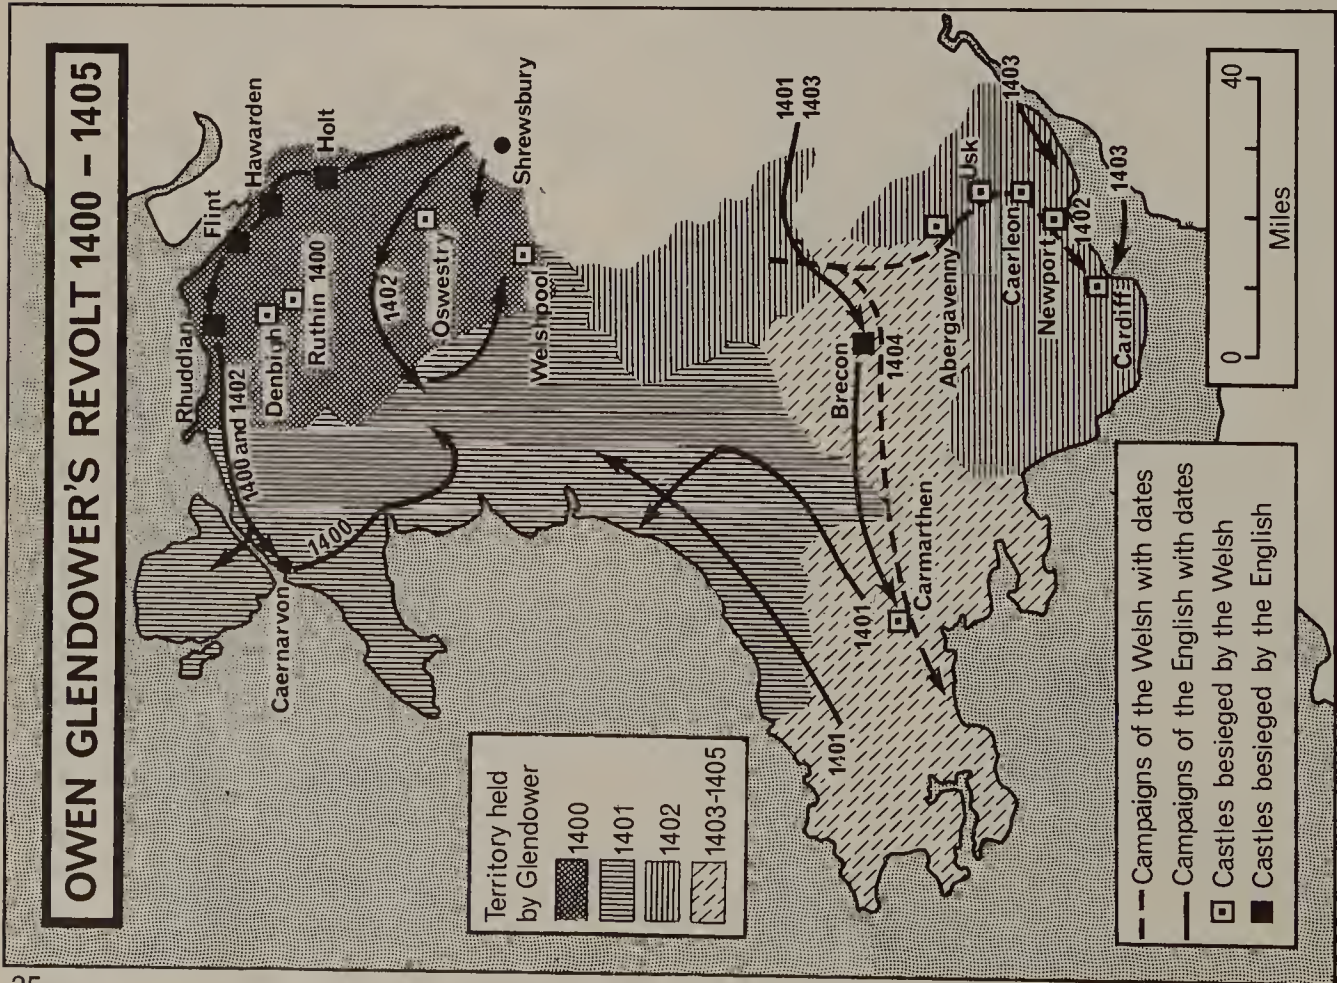 OWEN GLENDOWER'S REVOLT 1400 – 1405
Rhuddlan
Flint
Hawarden
Holt
Denbigh
Ruthin 1400
1402
Oswestry
Shrewsbury
Welshpool
1400 and 1402
1400
Caernarvon
1401
1403
Brecon
1404
Abergavenny
Usk
Caerleon
Newport
1402
Cardiff
1403
1403
Carmarthen
1401
1401
Territory held
by Glendower
1400
1401
1402
1403-1405
Campaigns of the Welsh with dates
Campaigns of the English with dates
Castles besieged by the Welsh
Castles besieged by the English
0 40
Miles